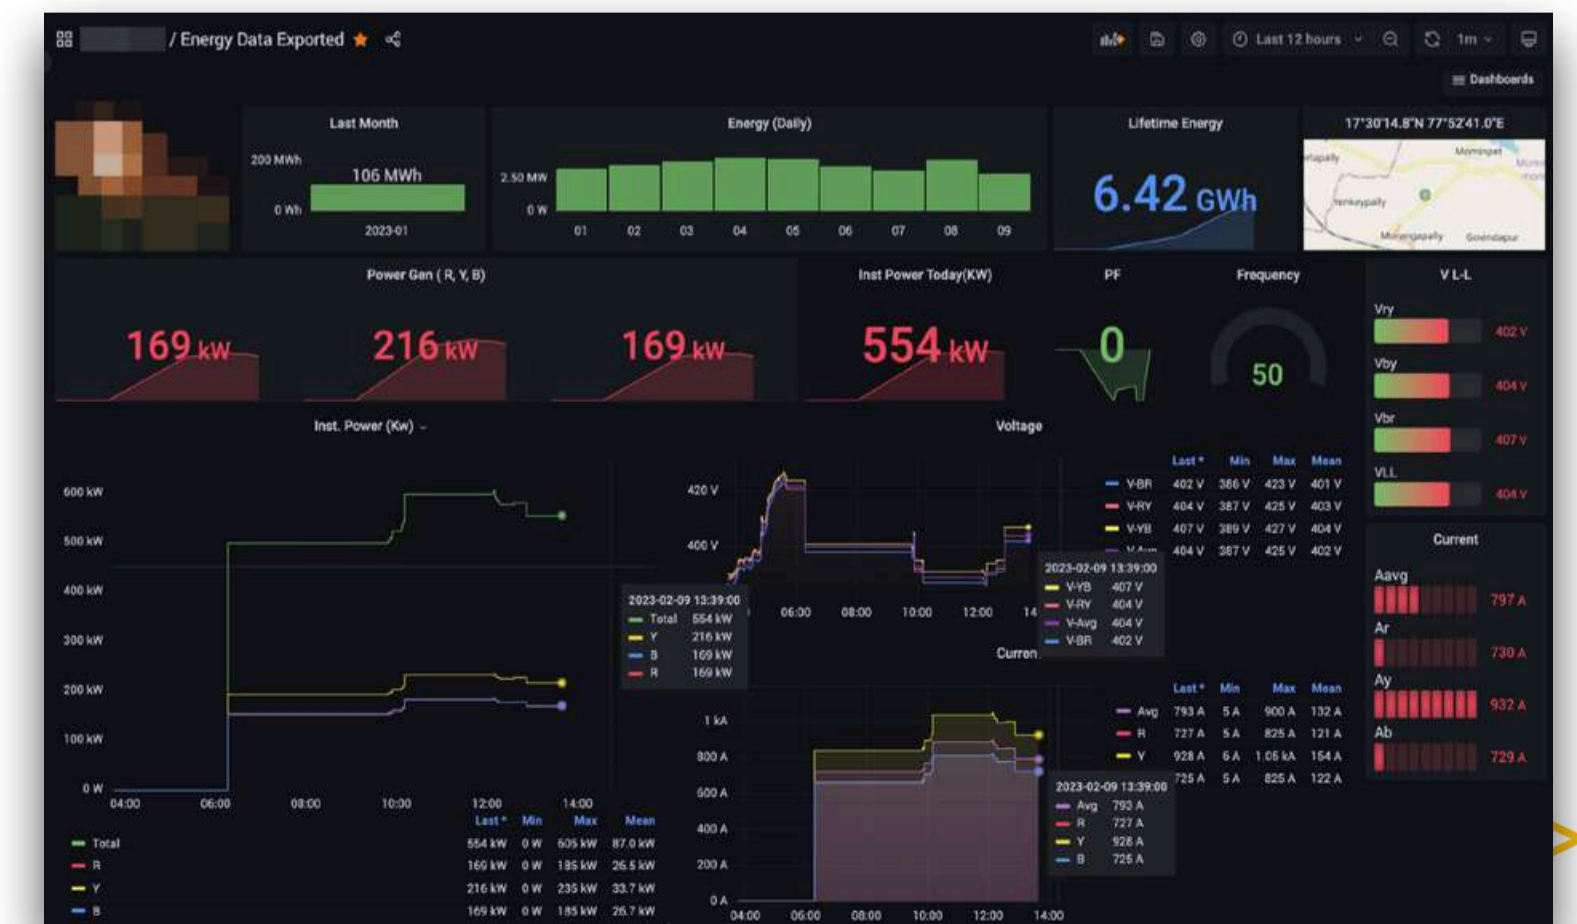 / Energy Data Exported
Last 12 hours
1m
Dashboards
Last Month
200 MWh
106 MWh
0 Wh
2023-01
Energy (Daily)
2.50 MW
0 W
01 02 03 04 05 06 07 08 09
Lifetime Energy
6.42 GWh
17°30'14.8"N 77°52'41.0"E
Mominpet
Yenkeypally
Morangapally
Govindapur
Power Gen ( R, Y, B)
169 kW
216 kW
169 kW
Inst Power Today(KW)
554 kW
PF
0
Frequency
50
V L-L
Vry
402 V
Vby
404 V
Vbr
407 V
VLL
404 V
Inst. Power (Kw)
600 kW
500 kW
400 kW
300 kW
200 kW
100 kW
0 W
04:00 06:00 08:00 10:00 12:00 14:00
2023-02-09 13:39:00
Total 554 kW
Y 216 kW
B 169 kW
R 169 kW
Last * Min Max Mean
Total 554 kW 0 W 605 kW 87.0 kW
R 169 kW 0 W 185 kW 26.5 kW
Y 216 kW 0 W 235 kW 33.7 kW
B 169 kW 0 W 185 kW 26.7 kW
Voltage
420 V
400 V
06:00 08:00 10:00 12:00 14
Last * Min Max Mean
V-BR 402 V 386 V 423 V 401 V
V-RY 404 V 387 V 425 V 403 V
V-YB 407 V 389 V 427 V 404 V
V-Avg 404 V 387 V 425 V 402 V
2023-02-09 13:39:00
V-YB 407 V
V-RY 404 V
V-Avg 404 V
V-BR 402 V
Curren
1 kA
800 A
600 A
400 A
200 A
0 A
04:00 06:00 08:00 10:00 12:00 14:00
Last * Min Max Mean
Avg 793 A 5 A 900 A 132 A
R 727 A 5 A 825 A 121 A
Y 928 A 6 A 1.05 kA 154 A
725 A 5 A 825 A 122 A
2023-02-09 13:39:00
Avg 793 A
R 727 A
Y 928 A
B 725 A
Current
Aavg
797 A
Ar
730 A
Ay
932 A
Ab
729 A